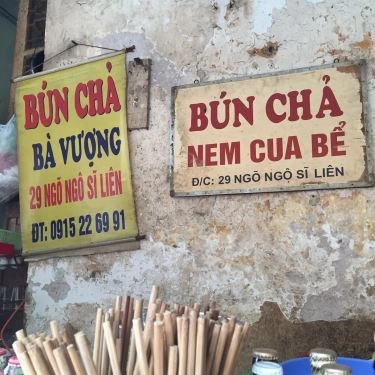 BÚN CHẢ
BÀ VƯỢNG
29 NGÕ NGÔ SĨ LIÊN
ĐT: 0915 22 69 91
BÚN CHẢ
NEM CUA BỂ
Đ/C: 29 NGÕ NGÔ SĨ LIÊN